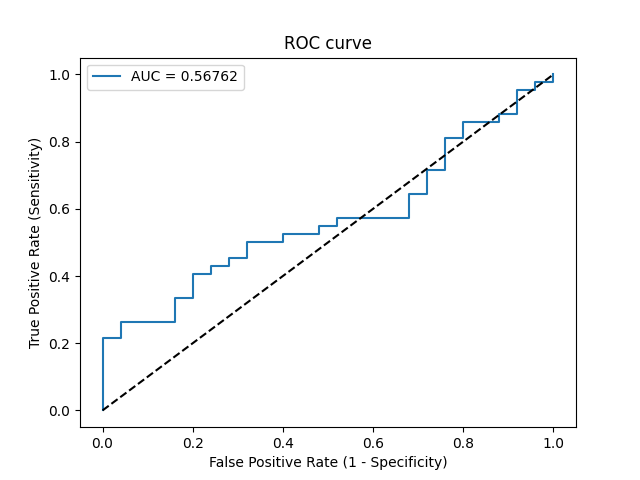 ROC curve
AUC = 0.56762
True Positive Rate (Sensitivity)
1.0
0.8
0.6
0.4
0.2
0.0
0.0 0.2 0.4 0.6 0.8 1.0
False Positive Rate (1 - Specificity)